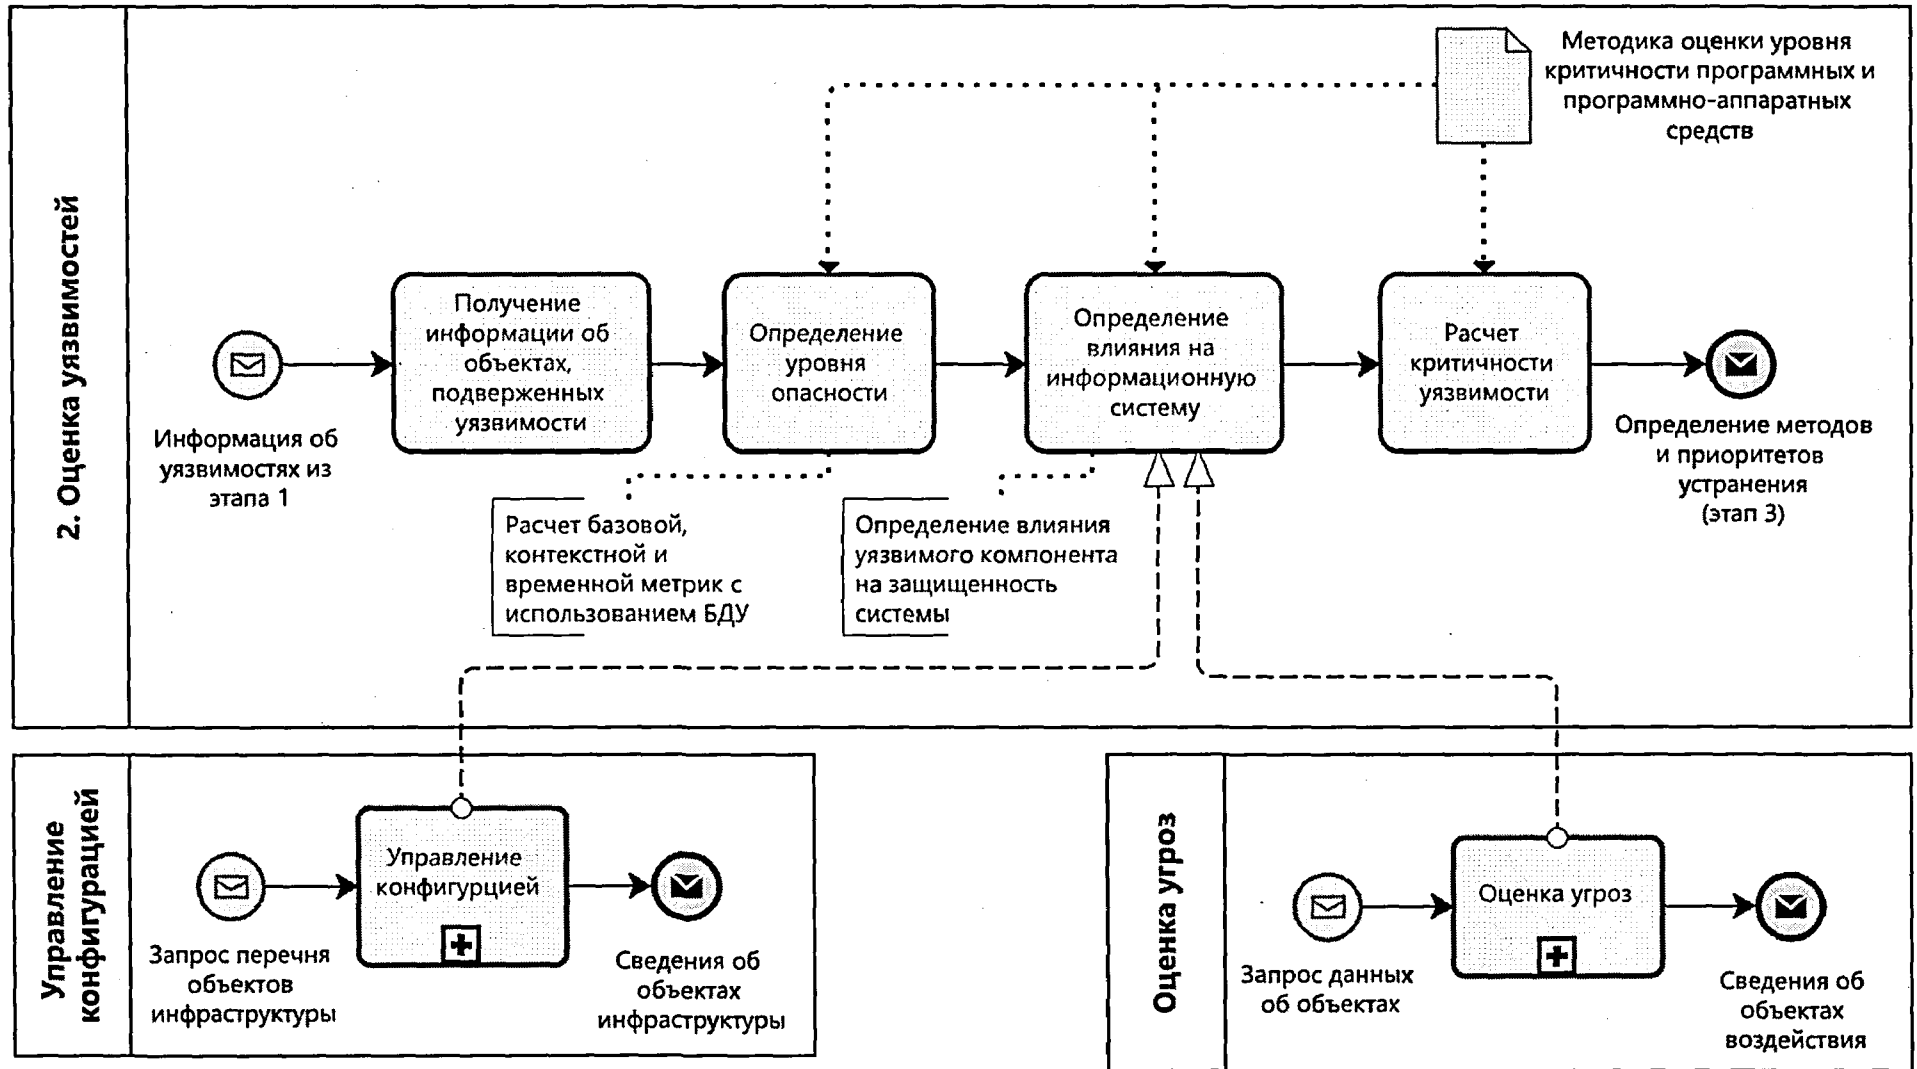 Методика оценки уровня
критичности программных и
программно-аппаратных
средств
2. Оценка уязвимостей
Информация об
уязвимостях из
этапа 1
Получение
информации об
объектах,
подверженных
уязвимости
Определение
уровня
опасности
Определение
влияния на
информационную
систему
Расчет
критичности
уязвимости
Определение методов
и приоритетов
устранения
(этап 3)
Расчет базовой,
контекстной и
временной метрик с
использованием БДУ
Определение влияния
уязвимого компонента
на защищенность
системы
Управление
конфигурацией
Запрос перечня
объектов
инфраструктуры
Управление
конфигурцией
Сведения об
объектах
инфраструктуры
Оценка угроз
Запрос данных
об объектах
Оценка угроз
Сведения об
объектах
воздействия